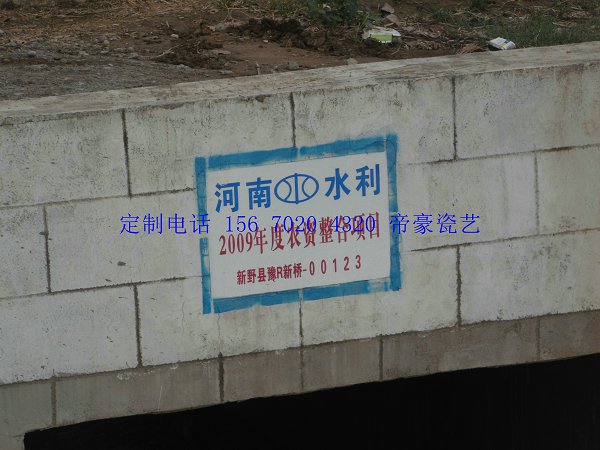 河南 水利
定制电话 156 7020 4320 帝豪瓷艺
2009年度农资整合项目
新野县豫R新桥-00123